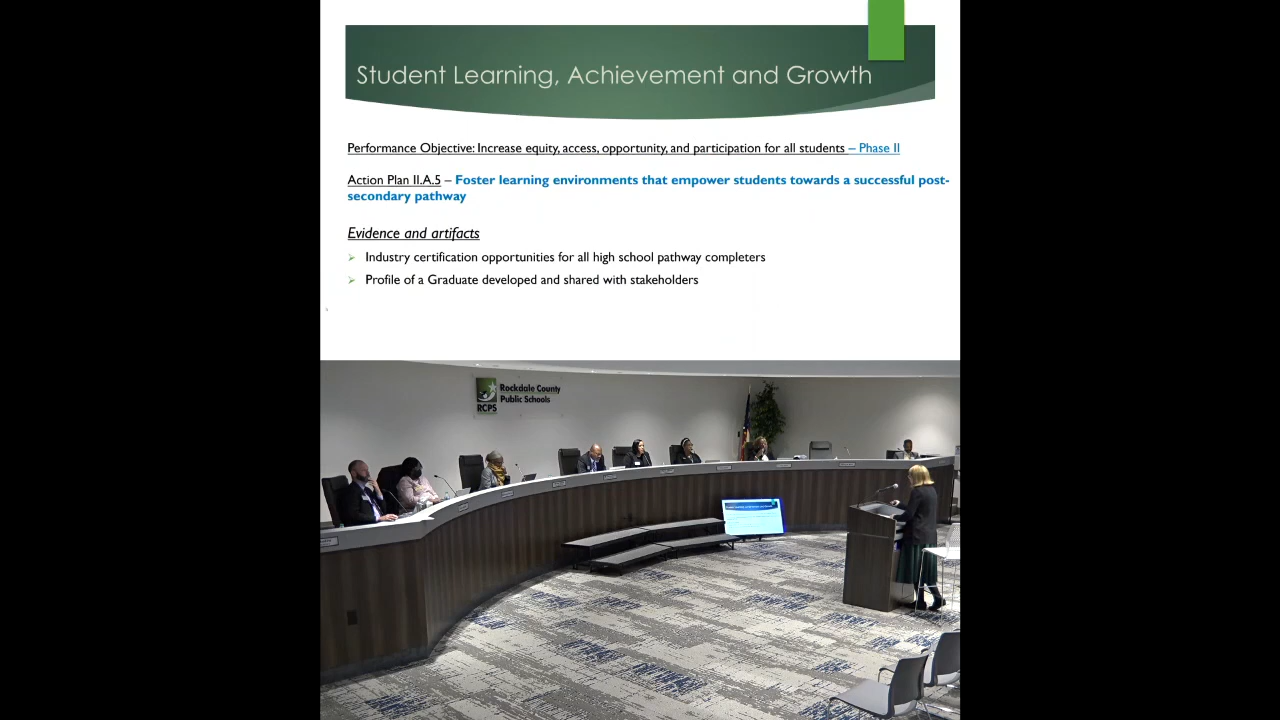 Student Learning, Achievement and Growth
Performance Objective: Increase equity, access, opportunity, and participation for all students – Phase II
Action Plan II.A.5 – Foster learning environments that empower students towards a successful post-
secondary pathway
Evidence and artifacts
Industry certification opportunities for all high school pathway completers
Profile of a Graduate developed and shared with stakeholders
Rockdale County
Public Schools
RCPS